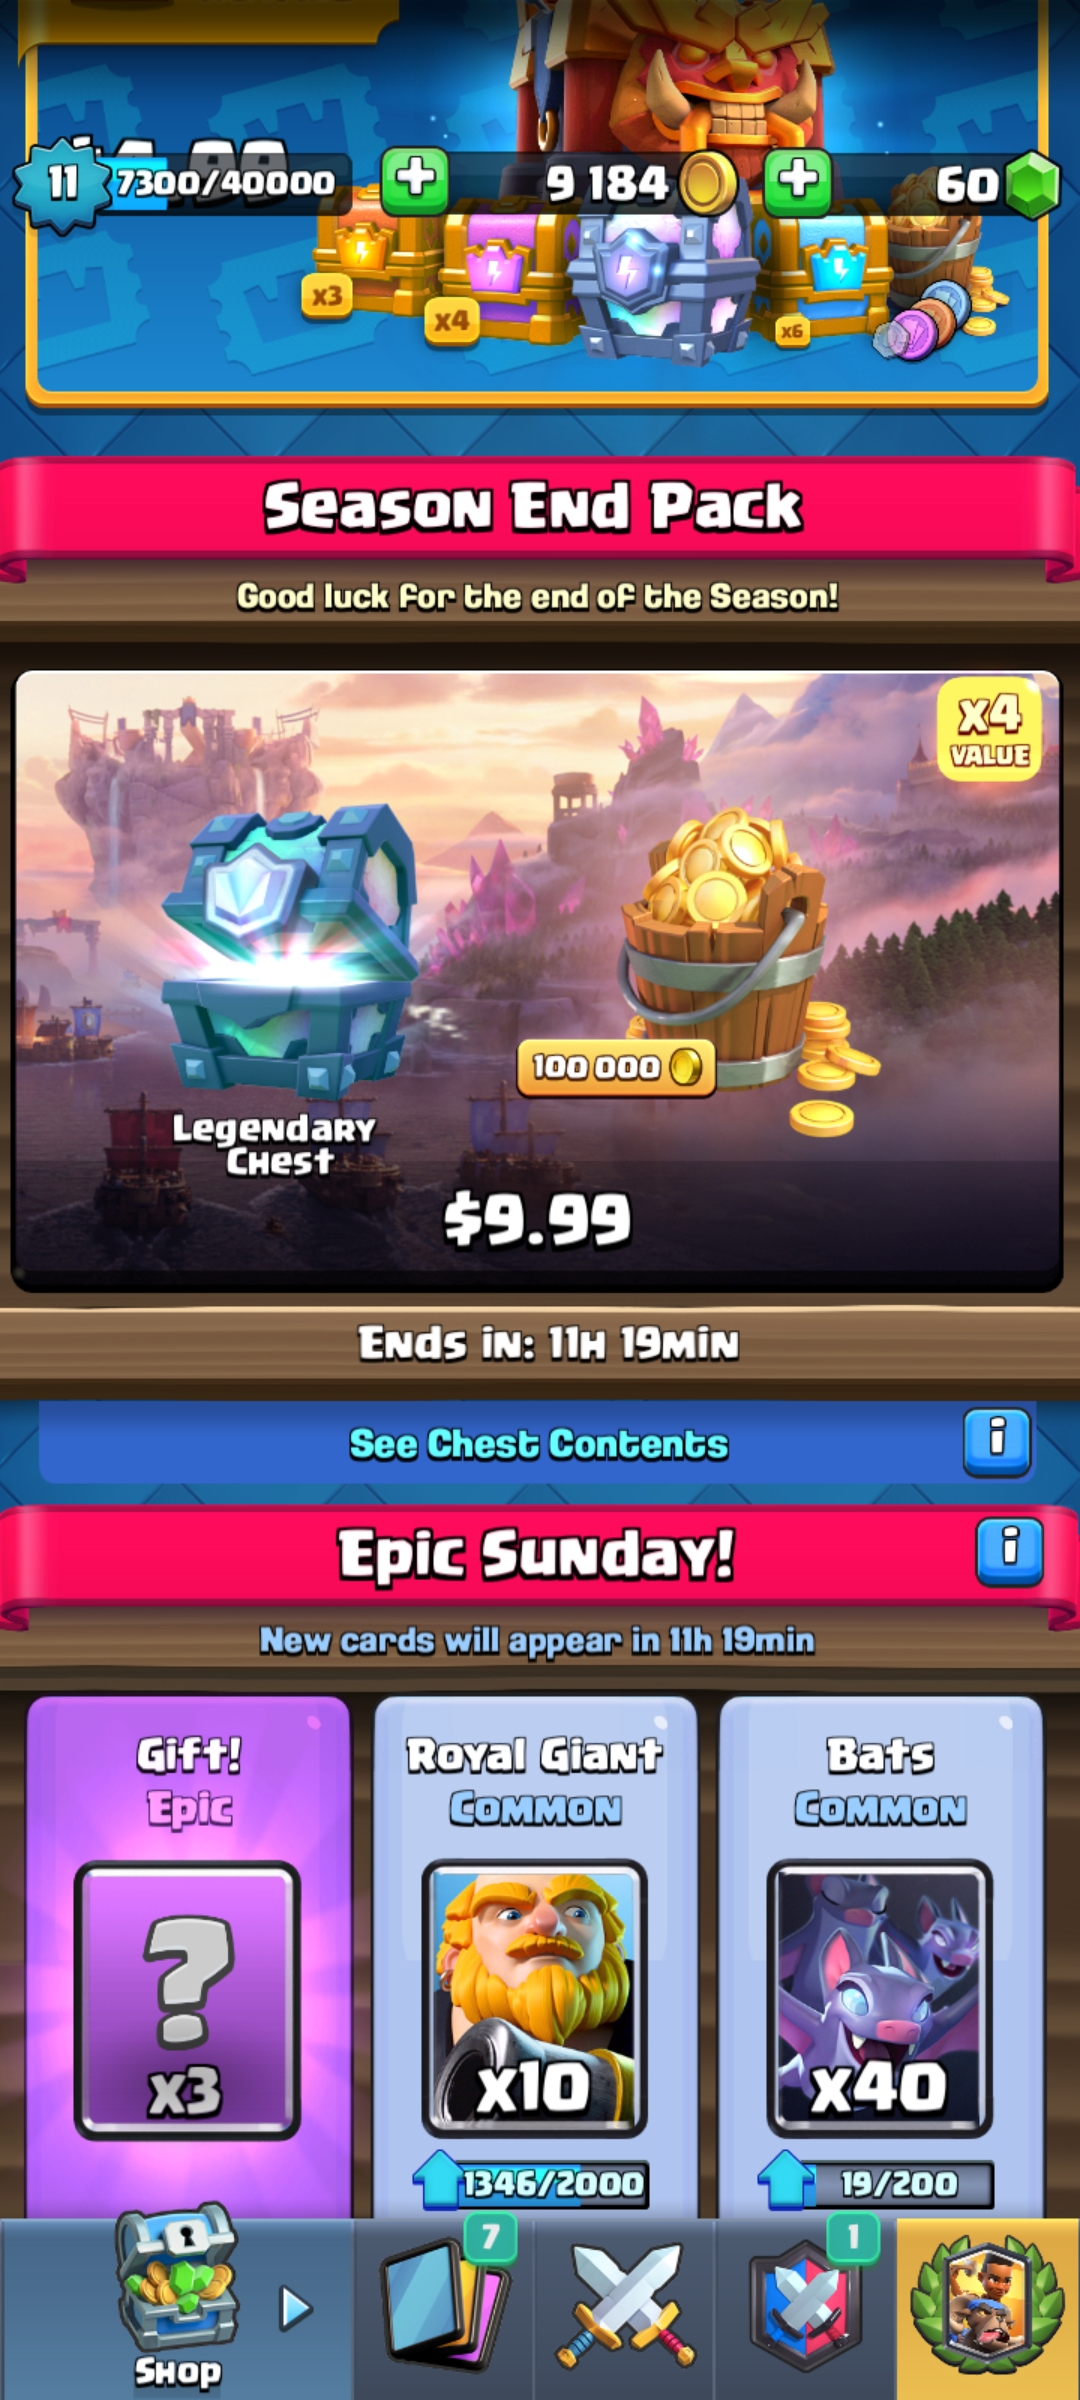 11
7300/40000
9 184
60
x3
x4
x6
Season End Pack
Good luck for the end of the Season!
x4
VALUE
100 000
Legendary
Chest
$9.99
Ends in: 11h 19min
See Chest Contents
i
Epic Sunday!
i
New cards will appear in 11h 19min
Gift!
Epic
?
x3
Royal Giant
Common
x10
1346/2000
Bats
Common
x40
19/200
Shop
7
1